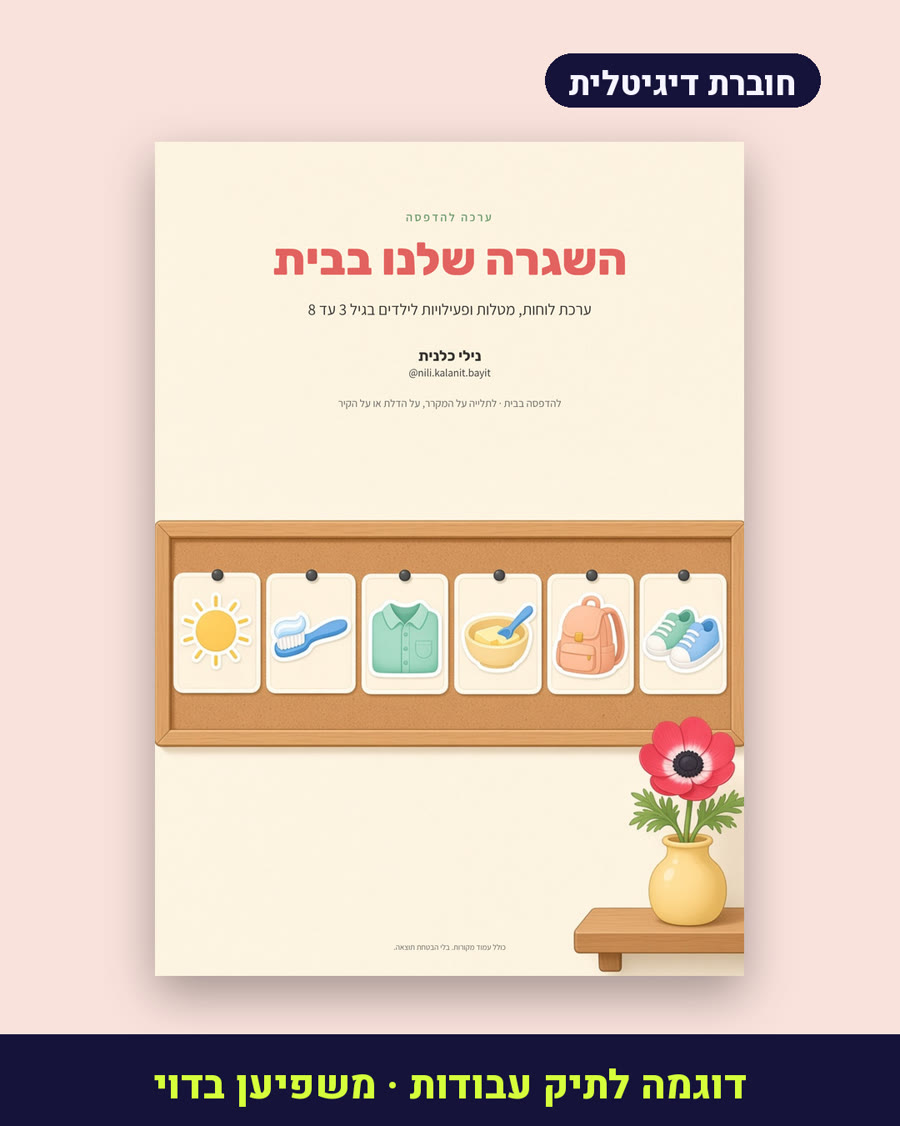 חוברת דיגיטלית
ערכה להדפסה
השגרה שלנו בבית
ערכת לוחות, מטלות ופעילויות לילדים בגיל 3 עד 8
נילי כלנית
@nili.kalanit.bayit
להדפסה בבית · לתלייה על המקרר, על הדלת או על הקיר
כולל עמוד מקורות. בלי הבטחת תוצאה.
דוגמה לתיק עבודות · משפיען בדוי